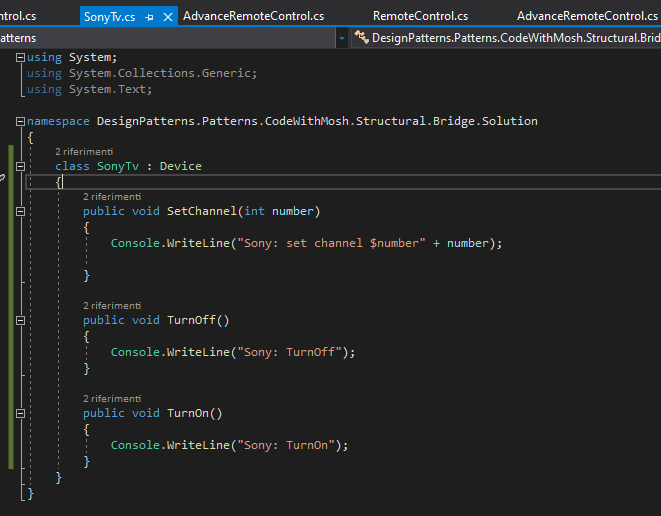 ntrol.cs SonyTv.cs AdvanceRemoteControl.cs RemoteControl.cs AdvanceRemoteControl.cs
atterns DesignPatterns.Patterns.CodeWithMosh.Structural.Brid
using System;
using System.Collections.Generic;
using System.Text;
namespace DesignPatterns.Patterns.CodeWithMosh.Structural.Bridge.Solution
{
2 riferimenti
class SonyTv : Device
{
2 riferimenti
public void SetChannel(int number)
{
Console.WriteLine("Sony: set channel $number" + number);
}
2 riferimenti
public void TurnOff()
{
Console.WriteLine("Sony: TurnOff");
}
2 riferimenti
public void TurnOn()
{
Console.WriteLine("Sony: TurnOn");
}
}
}